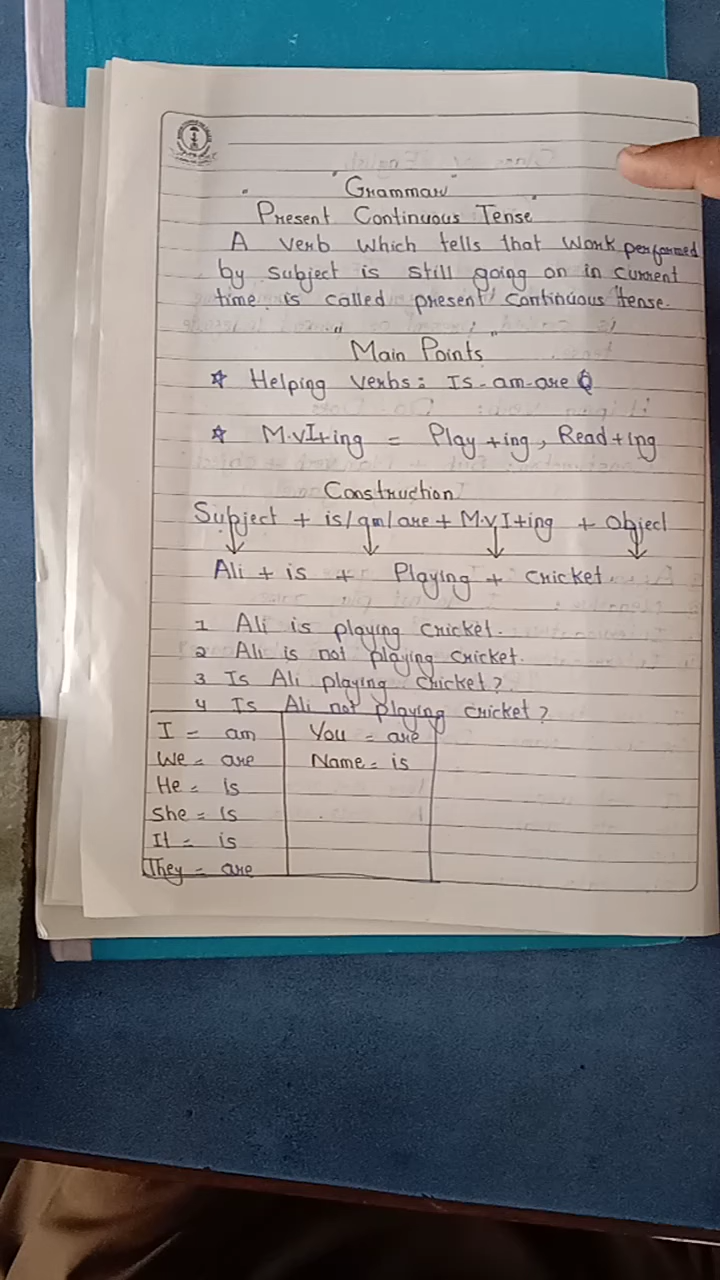 "Grammar"
"Present Continuous Tense"
A verb which tells that work performed
by subject is still going on in current
time is called present continuous tense.
"Main Points"
☆ Helping verbs: Is-am-are
☆ M.vI+ing = Play +ing, Read+ing
Construction
Subject + is/am/are + M.vI+ing + Object
Ali + is + Playing + cricket
1 Ali is playing cricket.
2 Ali is not playing cricket.
3 Is Ali playing cricket?
4 Is Ali not playing cricket?
I = am You = are
We = are Name = is
He = is
She = is
It = is
They = are